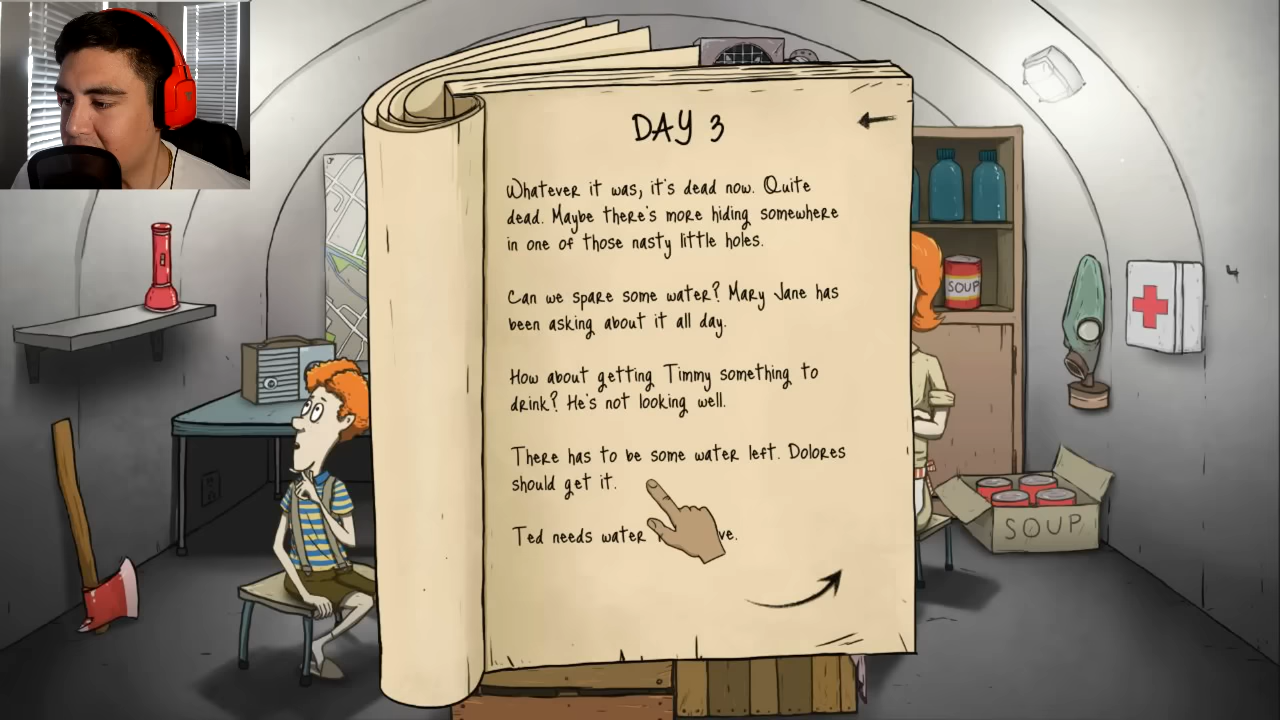 DAY 3
Whatever it was, it's dead now. Quite
dead. Maybe there's more hiding somewhere
in one of those nasty little holes.
Can we spare some water? Mary Jane has
been asking about it all day.
How about getting Timmy something to
drink? He's not looking well.
There has to be some water left. Dolores
should get it.
Ted needs water
SOUP
SOUP